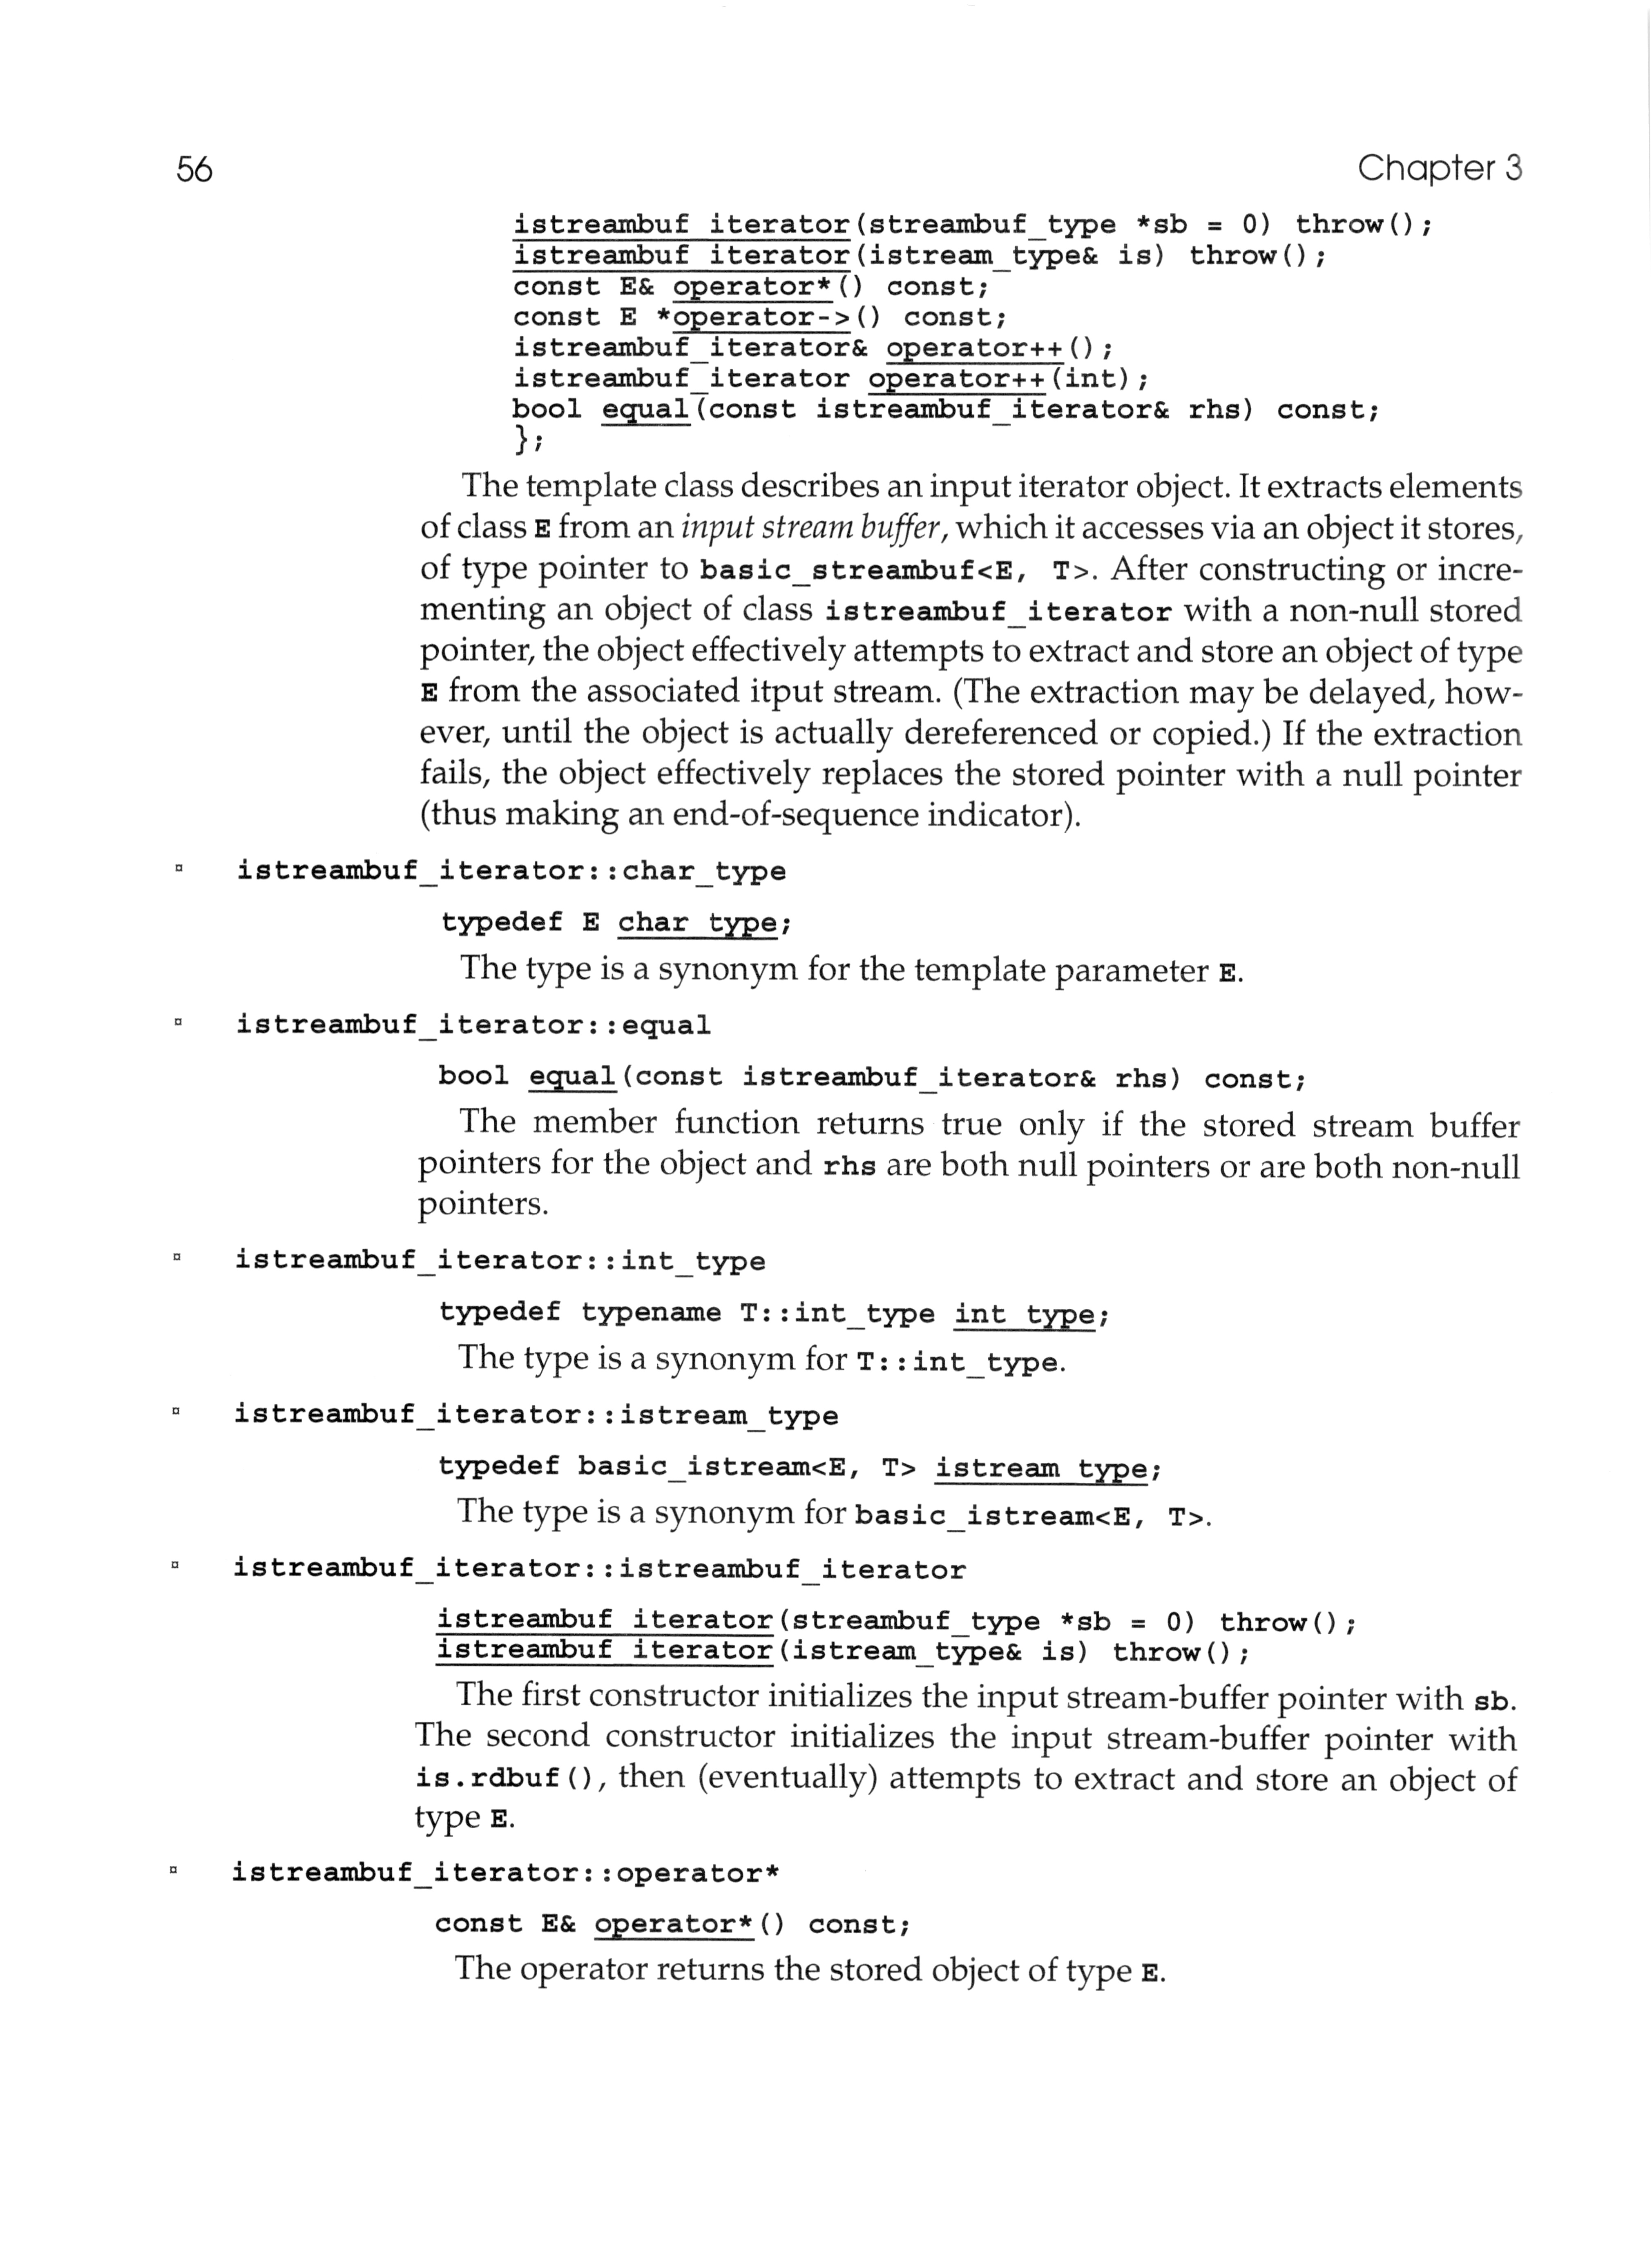 56 Chapter 3
istreambuf_iterator(streambuf_type *sb = 0) throw();
istreambuf_iterator(istream_type& is) throw();
const E& operator*() const;
const E *operator->() const;
istreambuf_iterator& operator++();
istreambuf_iterator operator++(int);
bool equal(const istreambuf_iterator& rhs) const;
};
The template class describes an input iterator object. It extracts elements
of class E from an input stream buffer, which it accesses via an object it stores,
of type pointer to basic_streambuf<E, T>. After constructing or incre-
menting an object of class istreambuf_iterator with a non-null stored
pointer, the object effectively attempts to extract and store an object of type
E from the associated itput stream. (The extraction may be delayed, how-
ever, until the object is actually dereferenced or copied.) If the extraction
fails, the object effectively replaces the stored pointer with a null pointer
(thus making an end-of-sequence indicator).
▫ istreambuf_iterator::char_type
typedef E char_type;
The type is a synonym for the template parameter E.
▫ istreambuf_iterator::equal
bool equal(const istreambuf_iterator& rhs) const;
The member function returns true only if the stored stream buffer
pointers for the object and rhs are both null pointers or are both non-null
pointers.
▫ istreambuf_iterator::int_type
typedef typename T::int_type int_type;
The type is a synonym for T::int_type.
▫ istreambuf_iterator::istream_type
typedef basic_istream<E, T> istream_type;
The type is a synonym for basic_istream<E, T>.
▫ istreambuf_iterator::istreambuf_iterator
istreambuf_iterator(streambuf_type *sb = 0) throw();
istreambuf_iterator(istream_type& is) throw();
The first constructor initializes the input stream-buffer pointer with sb.
The second constructor initializes the input stream-buffer pointer with
is.rdbuf(), then (eventually) attempts to extract and store an object of
type E.
▫ istreambuf_iterator::operator*
const E& operator*() const;
The operator returns the stored object of type E.